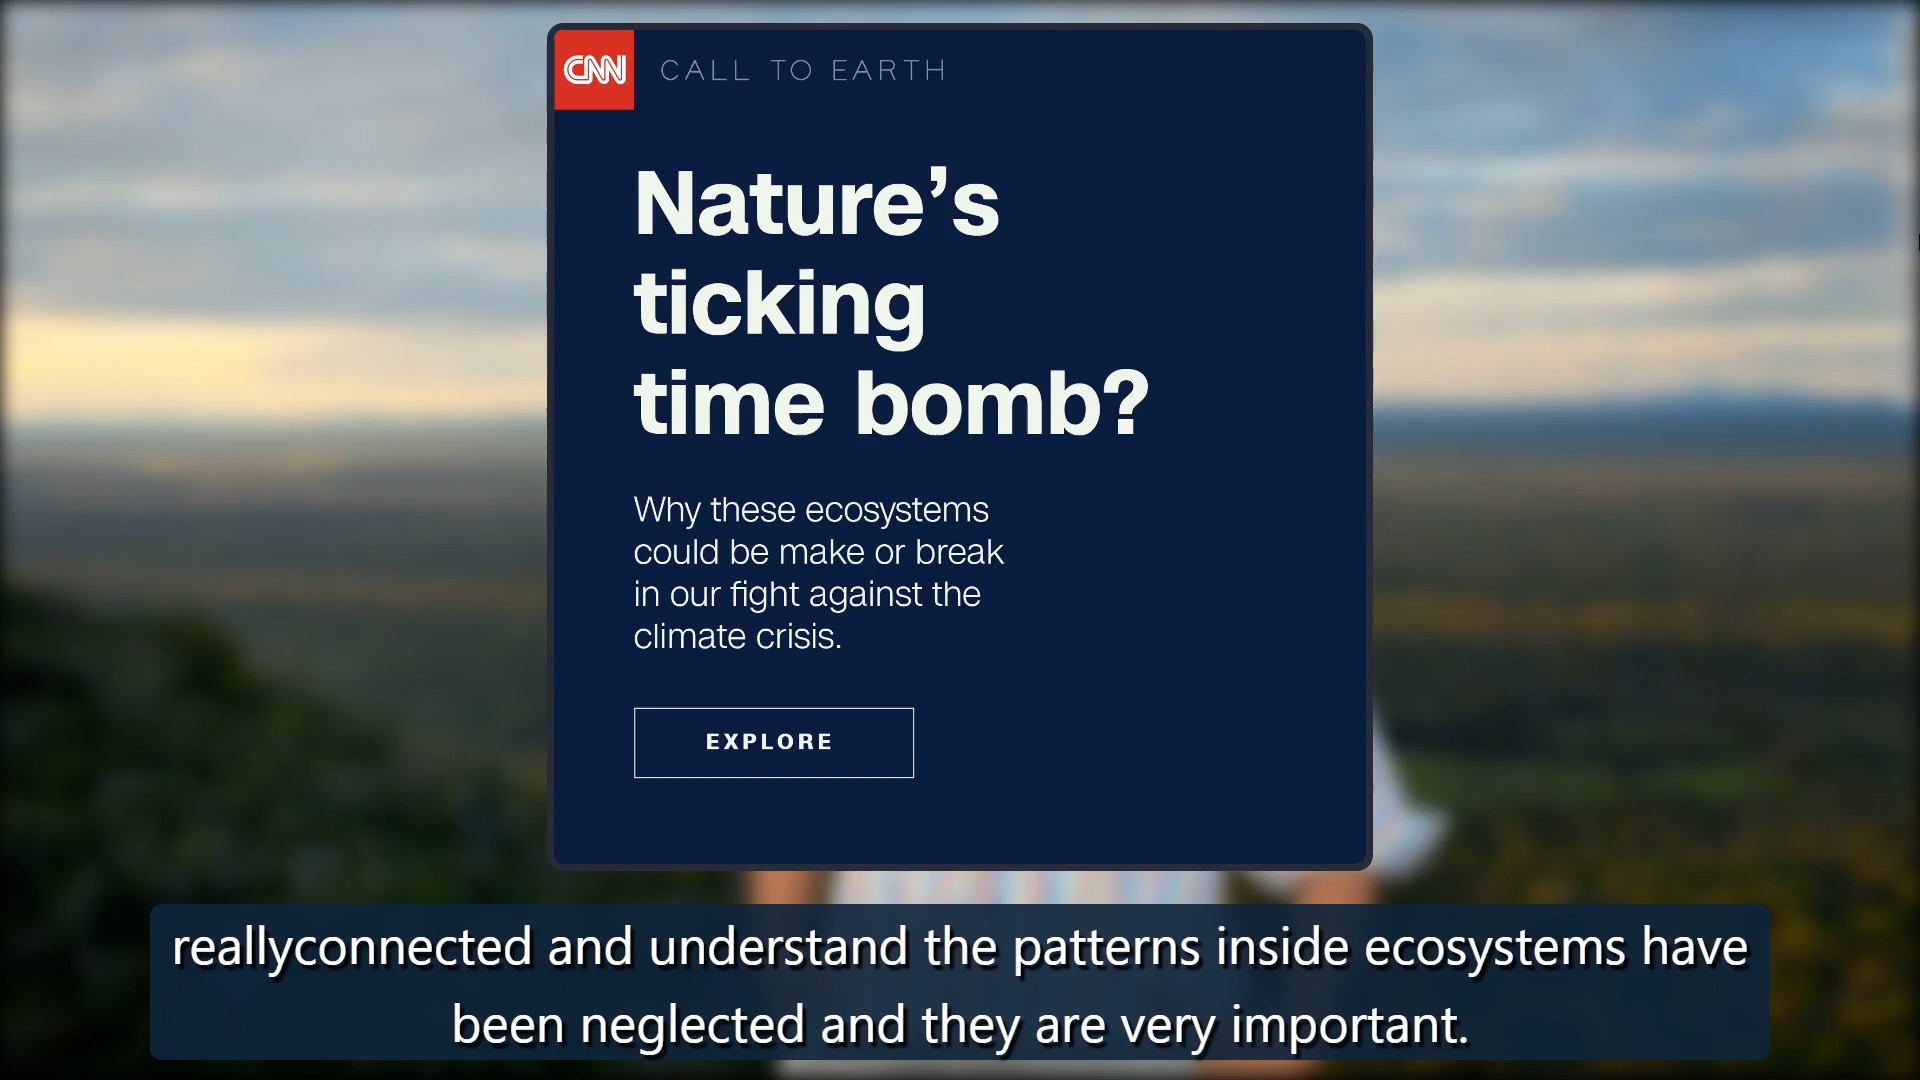 CNN CALL TO EARTH
Nature’s
ticking
time bomb?
Why these ecosystems
could be make or break
in our fight against the
climate crisis.
EXPLORE
reallyconnected and understand the patterns inside ecosystems have
been neglected and they are very important.